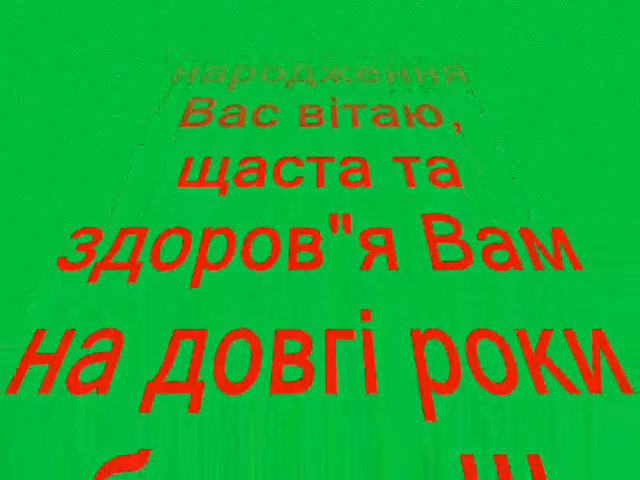 народження
Вас вітаю,
щаста та
здоров"я Вам
на довгі роки